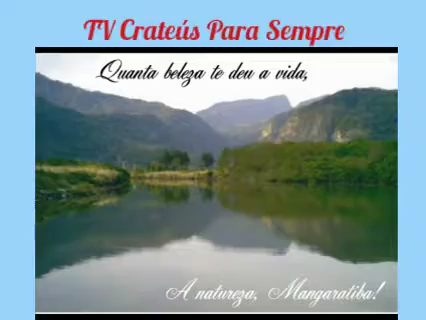 TV Crateús Para Sempre
Quanta beleza te deu a vida,
A natureza, Mangaratiba!